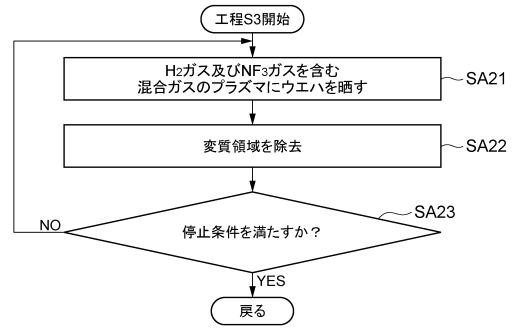 工程S3開始
H2ガス及びNF3ガスを含む
混合ガスのプラズマにウエハを晒す
SA21
変質領域を除去
SA22
SA23
停止条件を満たすか？
NO
YES
戻る